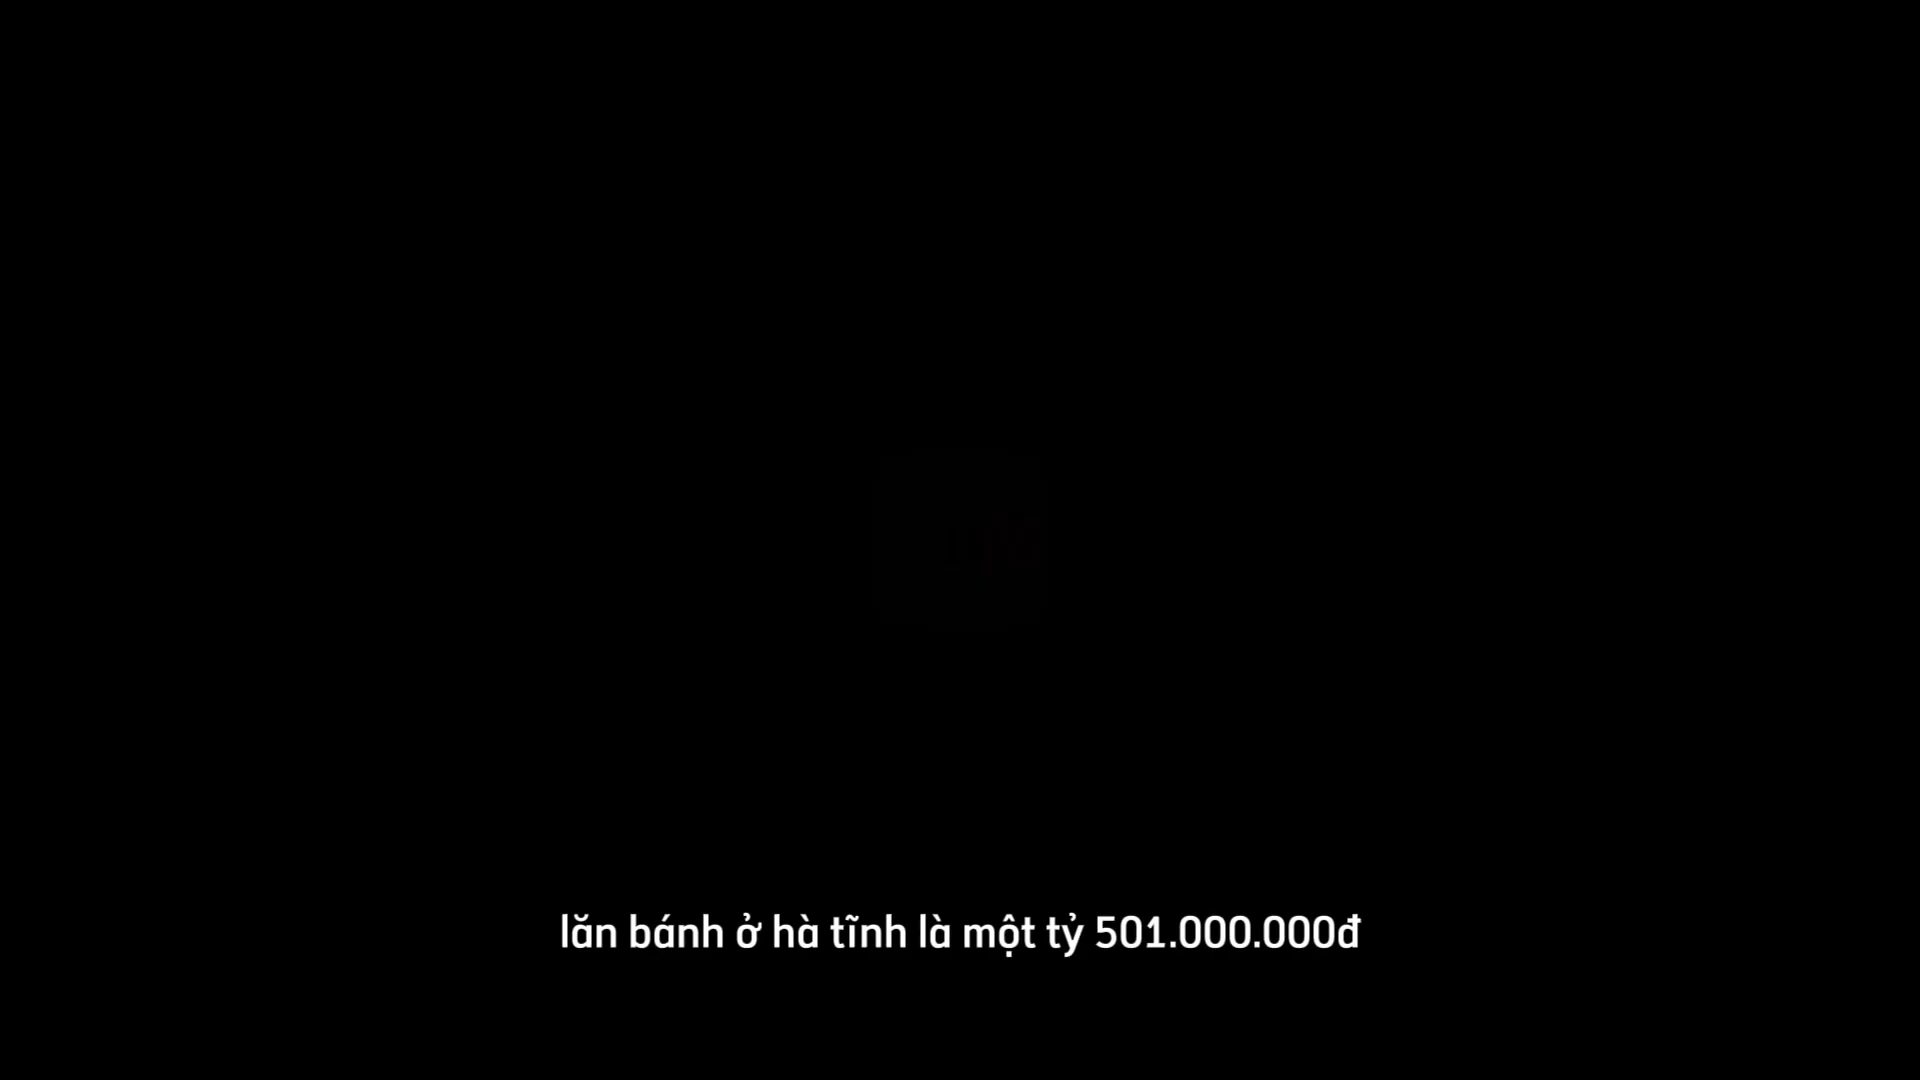 lăn bánh ở hà tĩnh là một tỷ 501.000.000đ